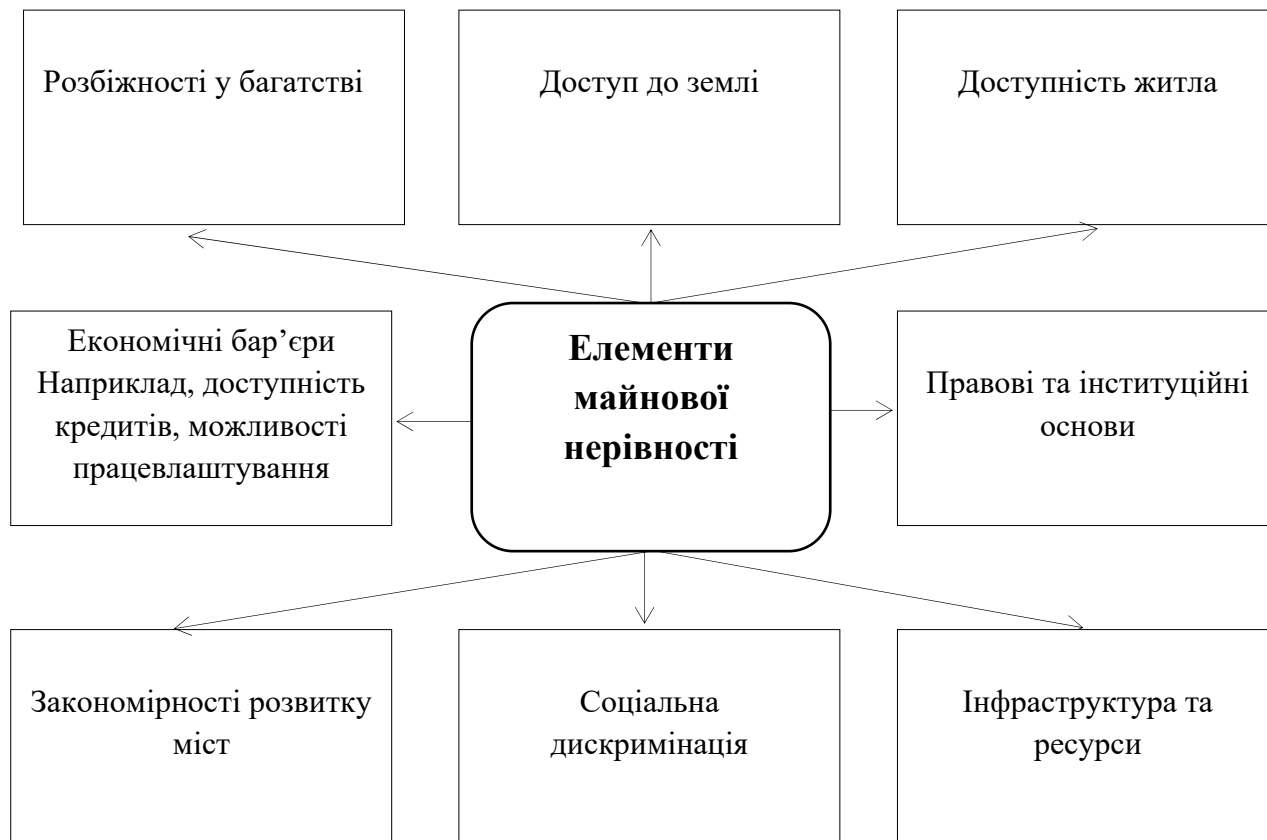 Розбіжності у багатстві
Доступ до землі
Доступність житла
Економічні бар’єри
Наприклад, доступність
кредитів, можливості
працевлаштування
Елементи
майнової
нерівності
Правові та інституційні
основи
Закономірності розвитку
міст
Соціальна
дискримінація
Інфраструктура та
ресурси